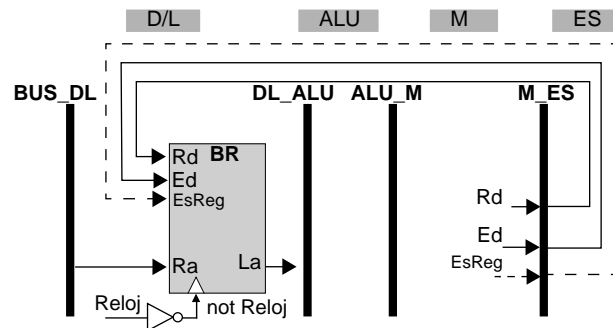 D/L ALU M ES
BUS_DL DL_ALU ALU_M M_ES
Rd BR
Ed
EsReg
Ra La
Reloj not Reloj
Rd
Ed
EsReg